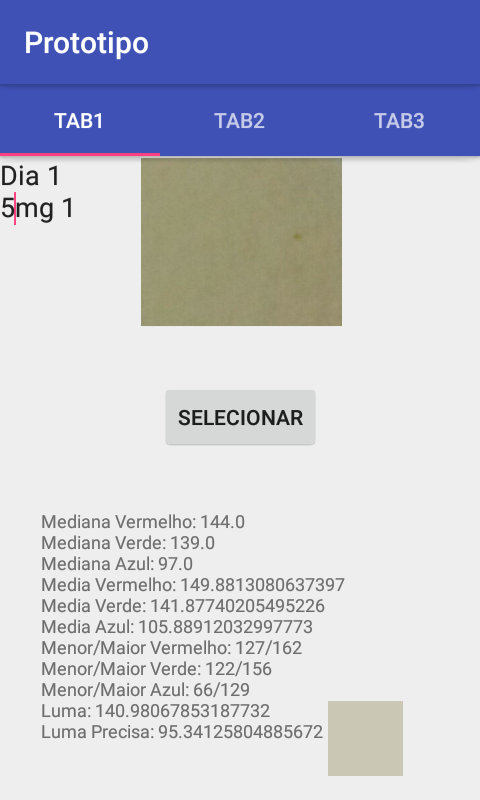 Prototipo
TAB1 TAB2 TAB3
Dia 1
5mg 1
SELECIONAR
Mediana Vermelho: 144.0
Mediana Verde: 139.0
Mediana Azul: 97.0
Media Vermelho: 149.8813080637397
Media Verde: 141.87740205495226
Media Azul: 105.88912032997773
Menor/Maior Vermelho: 127/162
Menor/Maior Verde: 122/156
Menor/Maior Azul: 66/129
Luma: 140.98067853187732
Luma Precisa: 95.34125804885672